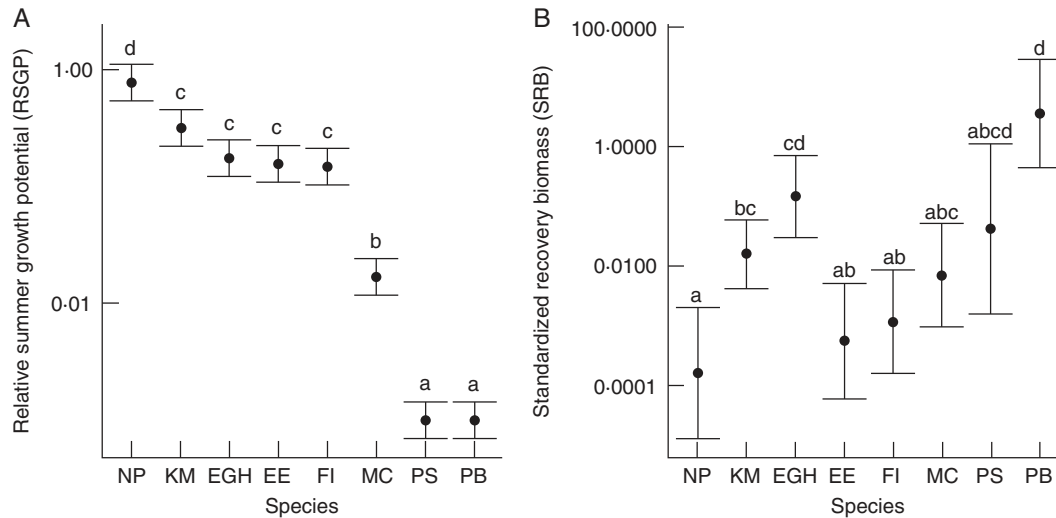 A
Relative summer growth potential (RSGP)
1·00
0·01
d
c
c
c
c
b
a
a
NP KM EGH EE FI MC PS PB
Species
B
Standardized recovery biomass (SRB)
100·0000
1·0000
0·0100
0·0001
a
bc
cd
ab
ab
abc
abcd
d
NP KM EGH EE FI MC PS PB
Species